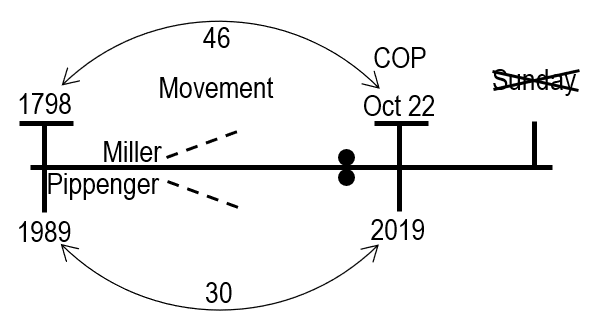 46
COP
Sunday
Movement
1798
Oct 22
Miller
Pippenger
1989
2019
30